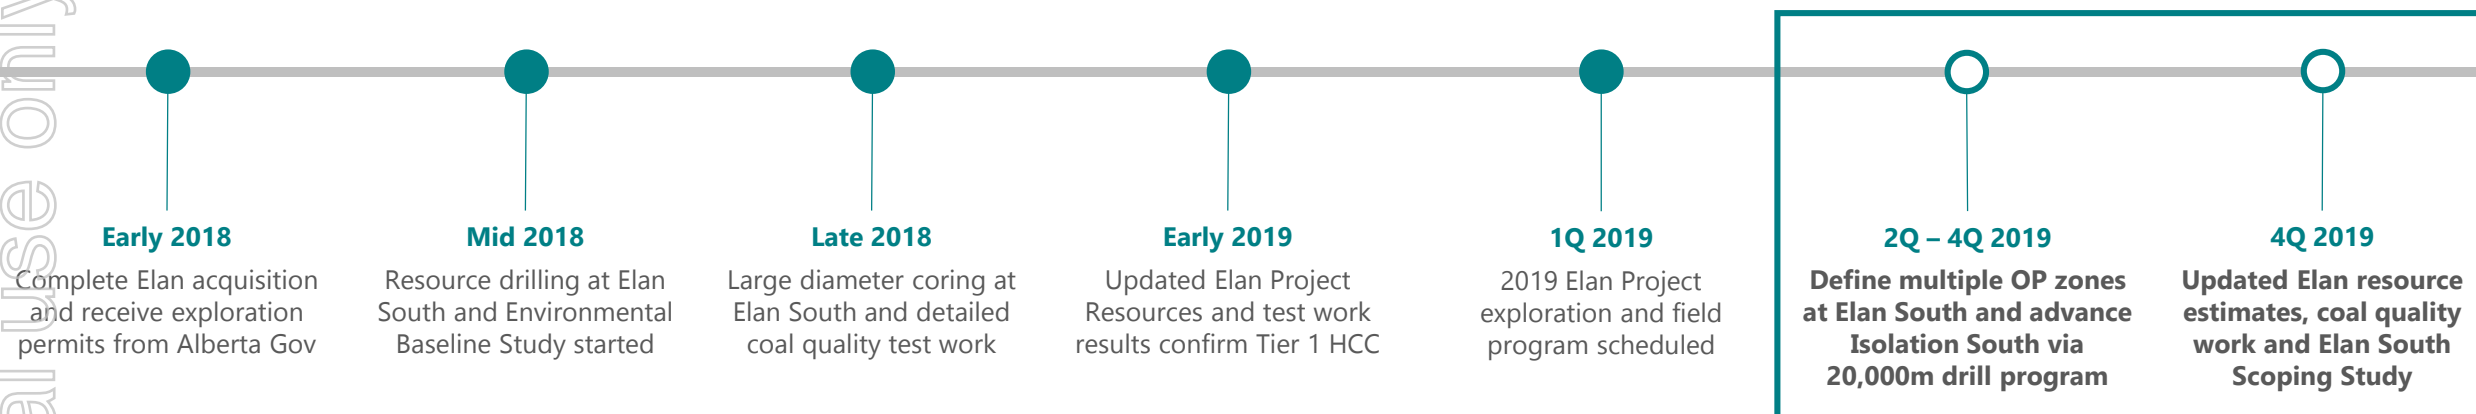 al use only
Early 2018
Complete Elan acquisition
and receive exploration
permits from Alberta Gov
Mid 2018
Resource drilling at Elan
South and Environmental
Baseline Study started
Late 2018
Large diameter coring at
Elan South and detailed
coal quality test work
Early 2019
Updated Elan Project
Resources and test work
results confirm Tier 1 HCC
1Q 2019
2019 Elan Project
exploration and field
program scheduled
2Q – 4Q 2019
Define multiple OP zones
at Elan South and advance
Isolation South via
20,000m drill program
4Q 2019
Updated Elan resource
estimates, coal quality
work and Elan South
Scoping Study